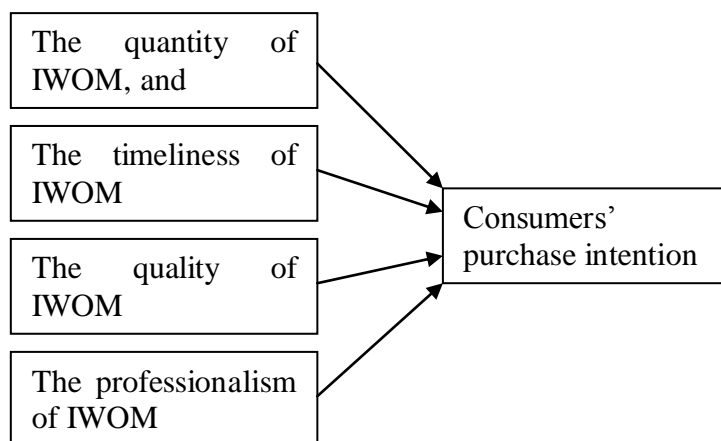 The quantity of
IWOM, and
The timeliness of
IWOM
The quality of
IWOM
The professionalism
of IWOM
Consumers’
purchase intention